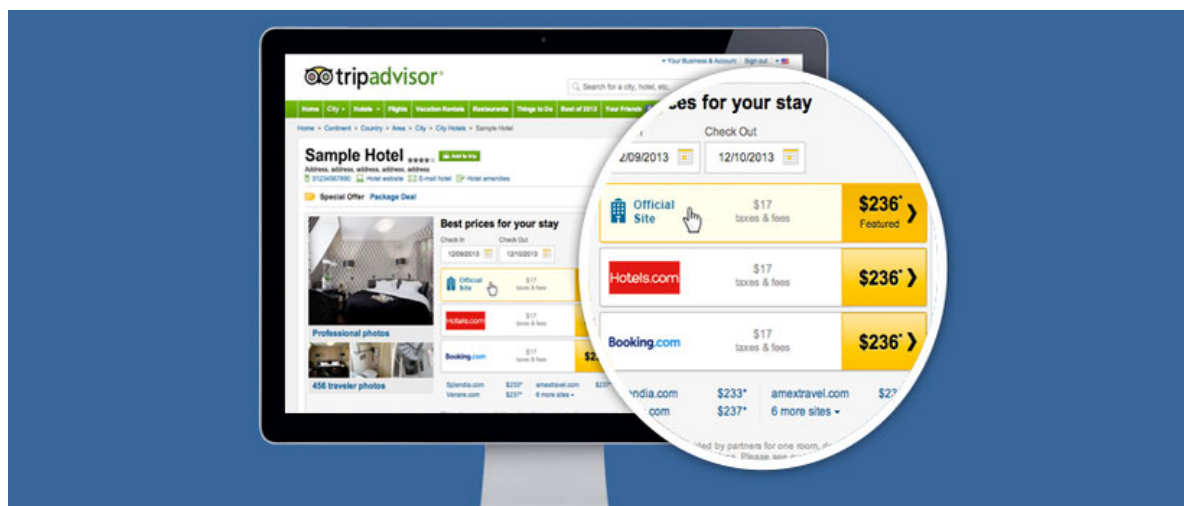 tripadvisor®
Your Business & Account Sign out
Search for a city, hotel, etc.
Home City Hotels Flights Vacation Rentals Restaurants Things to Do Best of 2013 Your Friends
Home > Continent > Country > Area > City > City Hotels > Sample Hotel
Sample Hotel
Add to trip
Address, address, address, address, address
01234567890 Hotel website E-mail hotel Hotel amenities
Special Offer Package Deal
Best prices for your stay
Check In Check Out
12/09/2013 12/10/2013
Official Site $17 taxes & fees
Hotels.com $17 taxes & fees
Booking.com $17 taxes & fees
Professional photos
456 traveler photos
Splendia.com $233* amextravel.com
Venere.com $237* 6 more sites
for your stay
Check Out
2/09/2013 12/10/2013
Official $17 $236*
Site taxes & fees Featured
Hotels.com $17 $236*
taxes & fees
Booking.com $17 $236*
taxes & fees
ndia.com $233* amextravel.com
com $237* 6 more sites
by partners for one room,
Please see